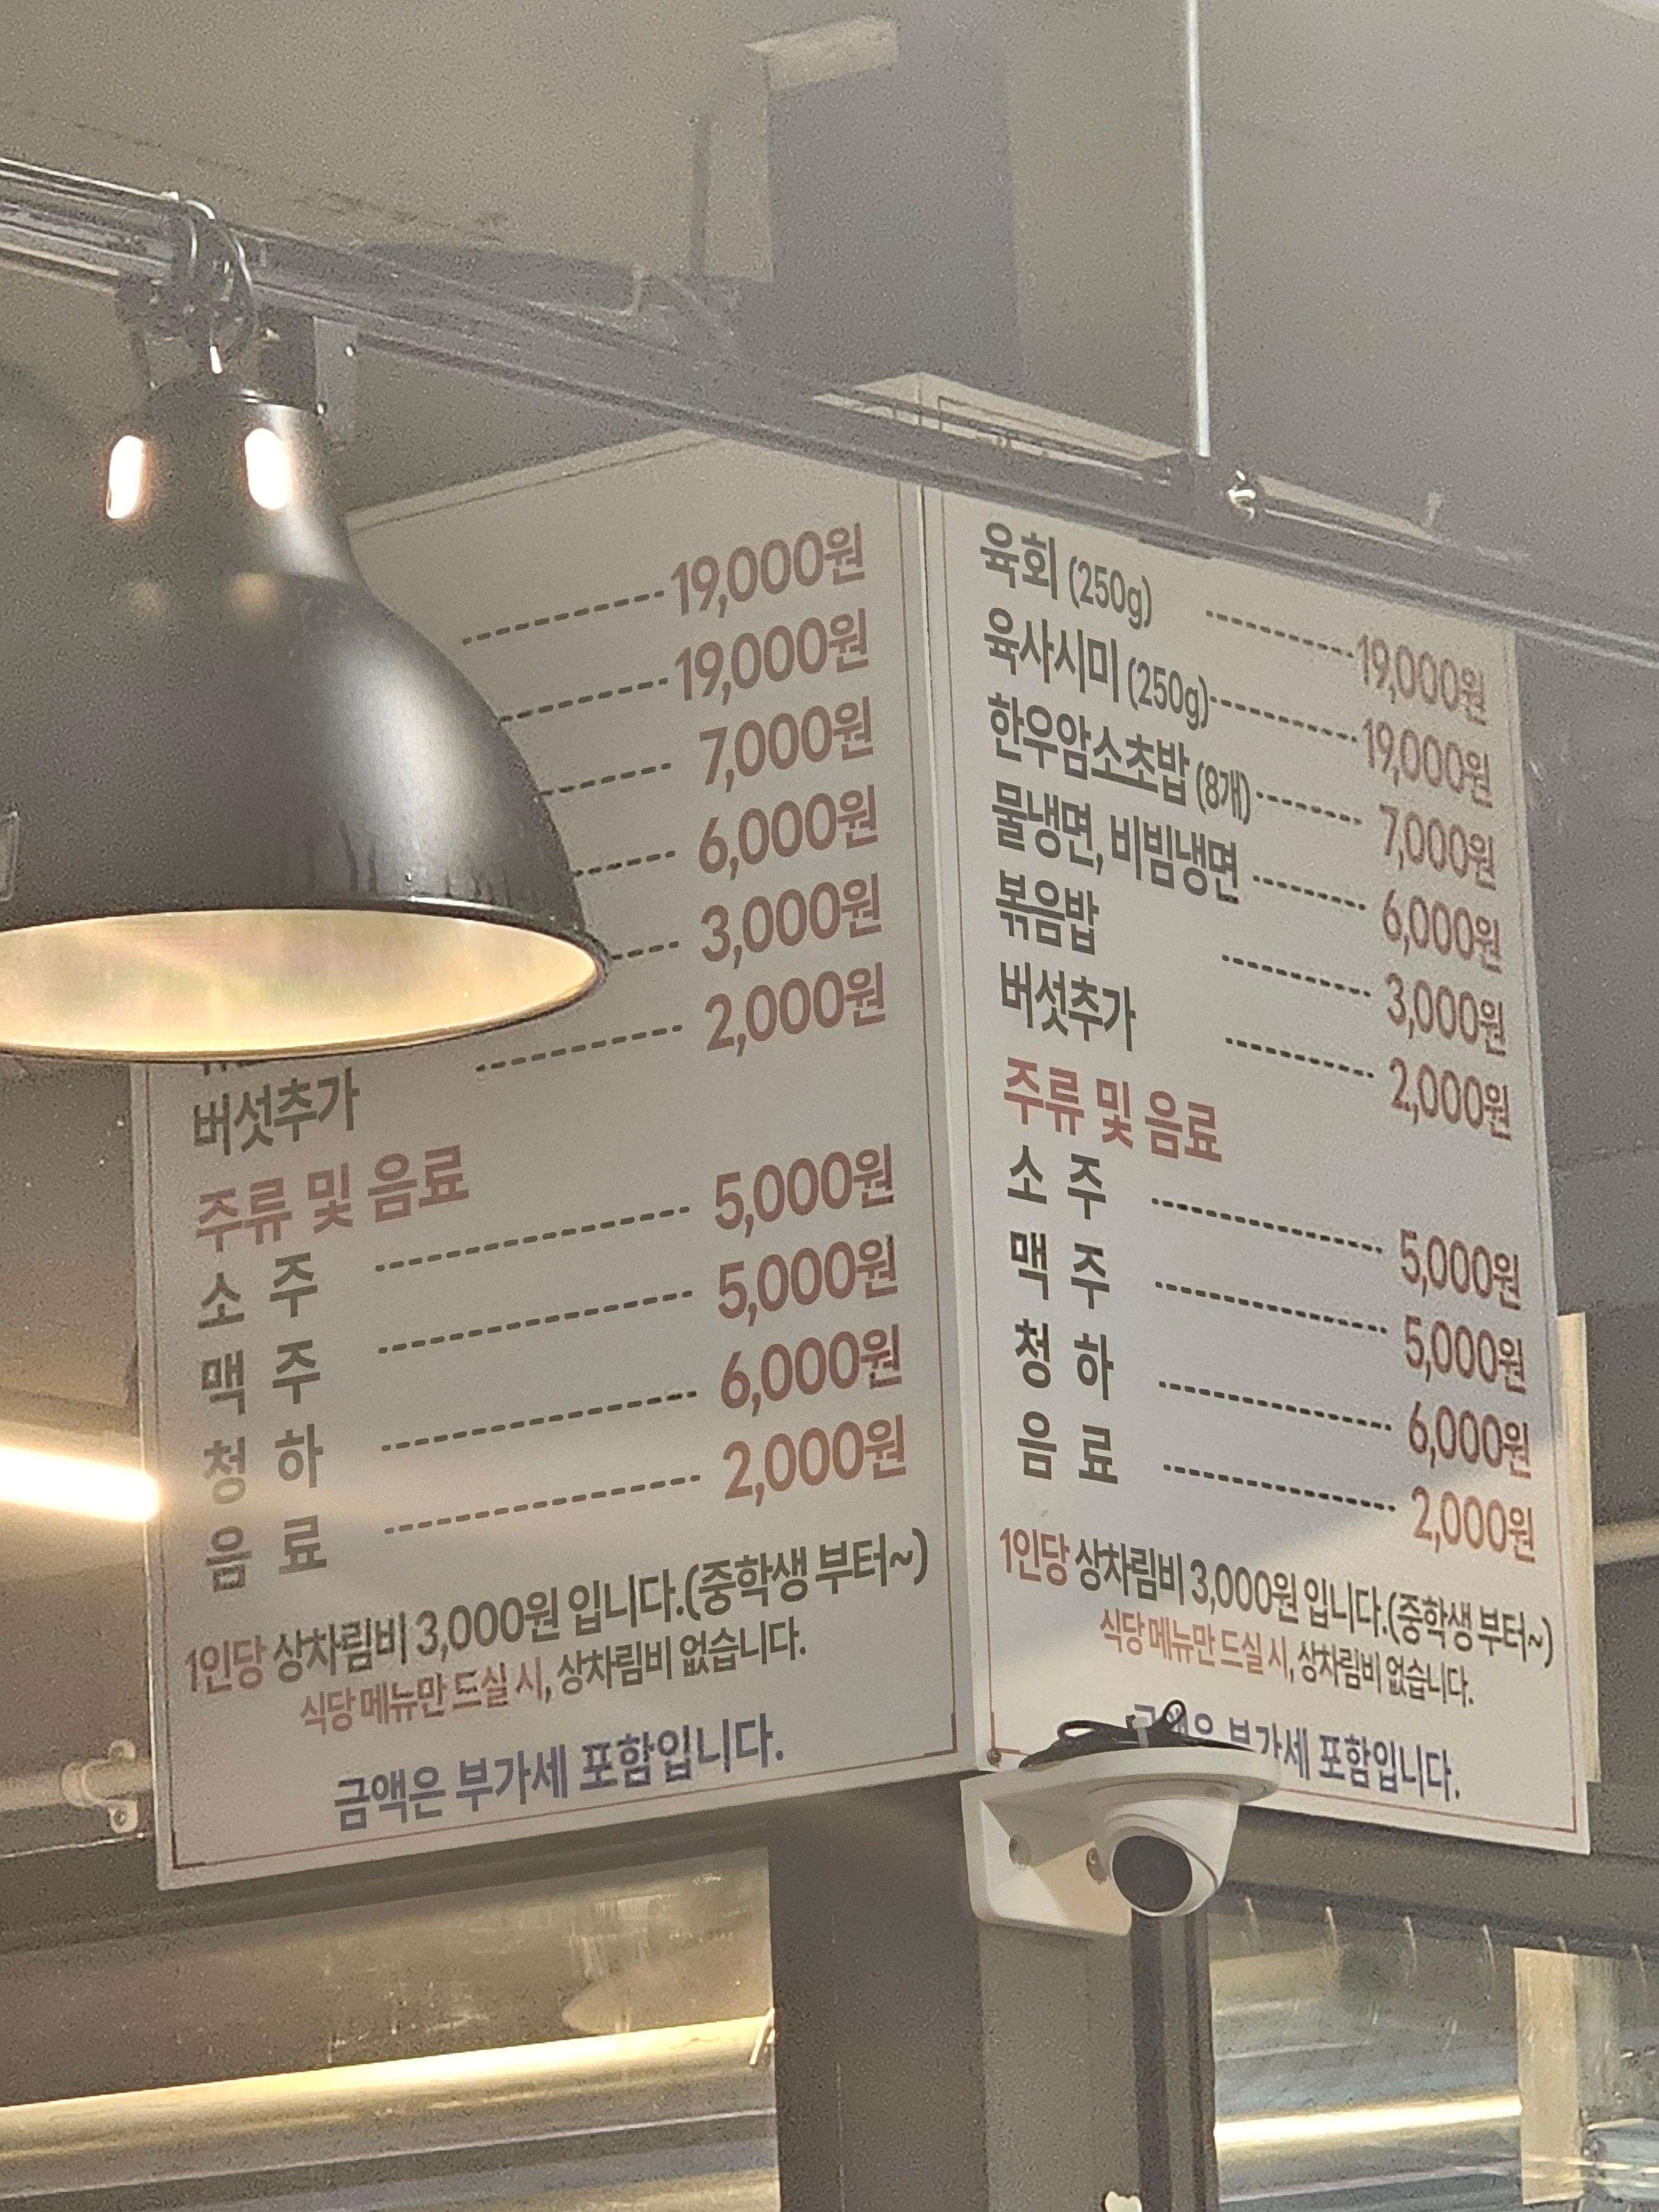 19,000원
19,000원
7,000원
6,000원
3,000원
버섯추가 2,000원
주류 및 음료
소 주 5,000원
맥 주 5,000원
청 하 6,000원
음 료 2,000원
1인당 상차림비 3,000원 입니다.(중학생 부터~)
식당메뉴만 드실 시, 상차림비 없습니다.
금액은 부가세 포함입니다.
육회 (250g) 19,000원
육사시미 (250g) 19,000원
한우암소초밥 (8개) 7,000원
물냉면, 비빔냉면 6,000원
볶음밥 3,000원
버섯추가 2,000원
주류 및 음료
소 주 5,000원
맥 주 5,000원
청 하 6,000원
음 료 2,000원
1인당 상차림비 3,000원 입니다.(중학생 부터~)
식당메뉴만 드실 시, 상차림비 없습니다.
금액은 부가세 포함입니다.